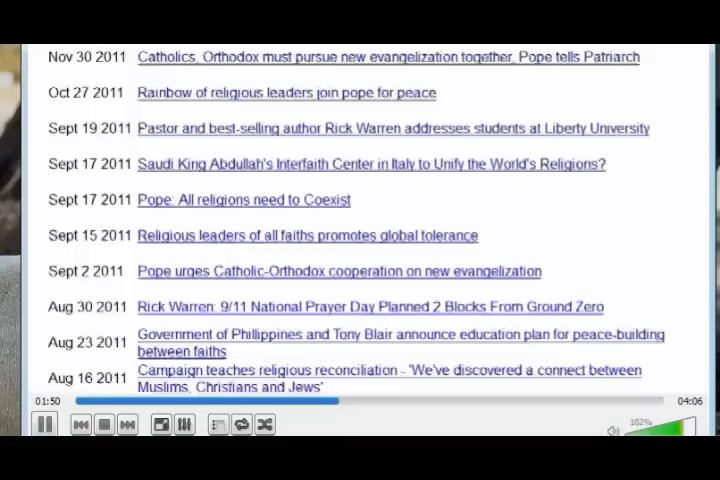 Nov 30 2011 Catholics, Orthodox must pursue new evangelization together, Pope tells Patriarch
Oct 27 2011 Rainbow of religious leaders join pope for peace
Sept 19 2011 Pastor and best-selling author Rick Warren addresses students at Liberty University
Sept 17 2011 Saudi King Abdullah's Interfaith Center in Italy to Unify the World's Religions?
Sept 17 2011 Pope: All religions need to Coexist
Sept 15 2011 Religious leaders of all faiths promotes global tolerance
Sept 2 2011 Pope urges Catholic-Orthodox cooperation on new evangelization
Aug 30 2011 Rick Warren: 9/11 National Prayer Day Planned 2 Blocks From Ground Zero
Aug 23 2011 Government of Phillippines and Tony Blair announce education plan for peace-building
between faiths
Aug 16 2011 Campaign teaches religious reconciliation - 'We've discovered a connect between
Muslims, Christians and Jews'
01:50 04:06
102%